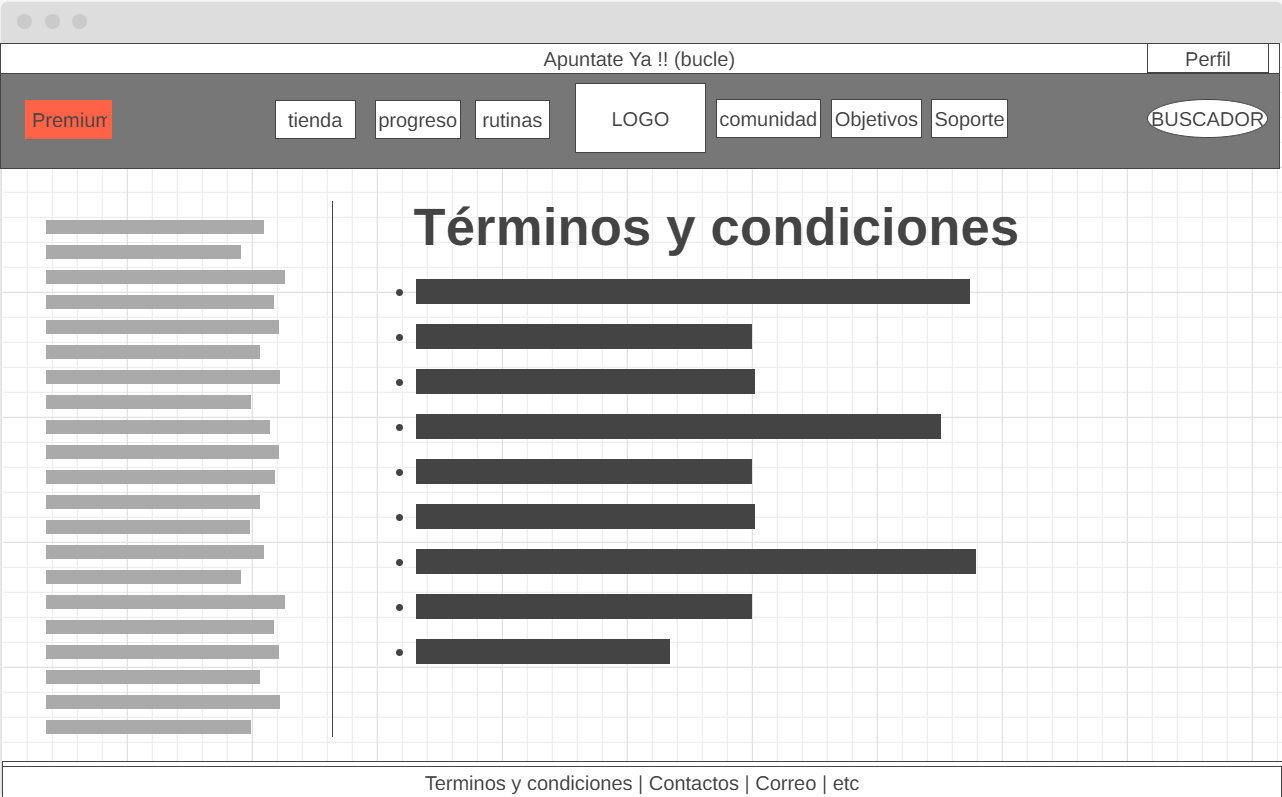 Apuntate Ya !! (bucle)
Perfil
Premium
tienda
progreso
rutinas
LOGO
comunidad
Objetivos
Soporte
BUSCADOR
Términos y condiciones
Terminos y condiciones | Contactos | Correo | etc